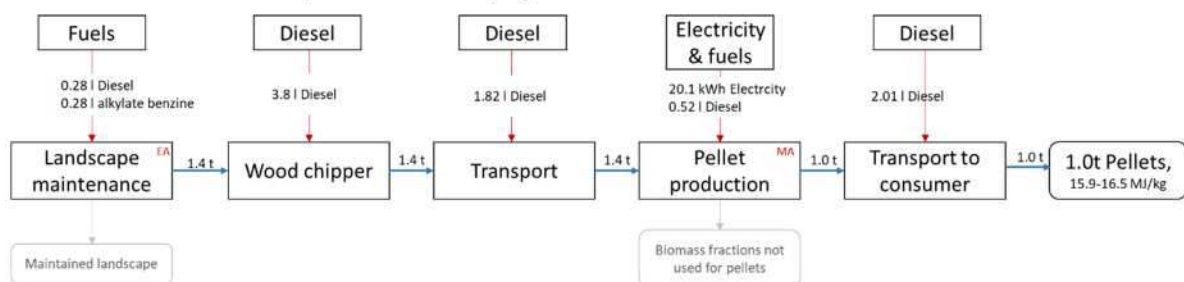 Fuels
Diesel
Diesel
Electricity
& fuels
Diesel
0.28 l Diesel
0.28 l alkylate benzine
3.8 l Diesel
1.82 l Diesel
20.1 kWh Electrcity
0.52 l Diesel
2.01 l Diesel
Landscape
maintenance
EA
1.4 t
Wood chipper
1.4 t
Transport
1.4 t
Pellet
production
MA
1.0 t
Transport to
consumer
1.0 t
1.0t Pellets,
15.9-16.5 MJ/kg
Maintained landscape
Biomass fractions not
used for pellets